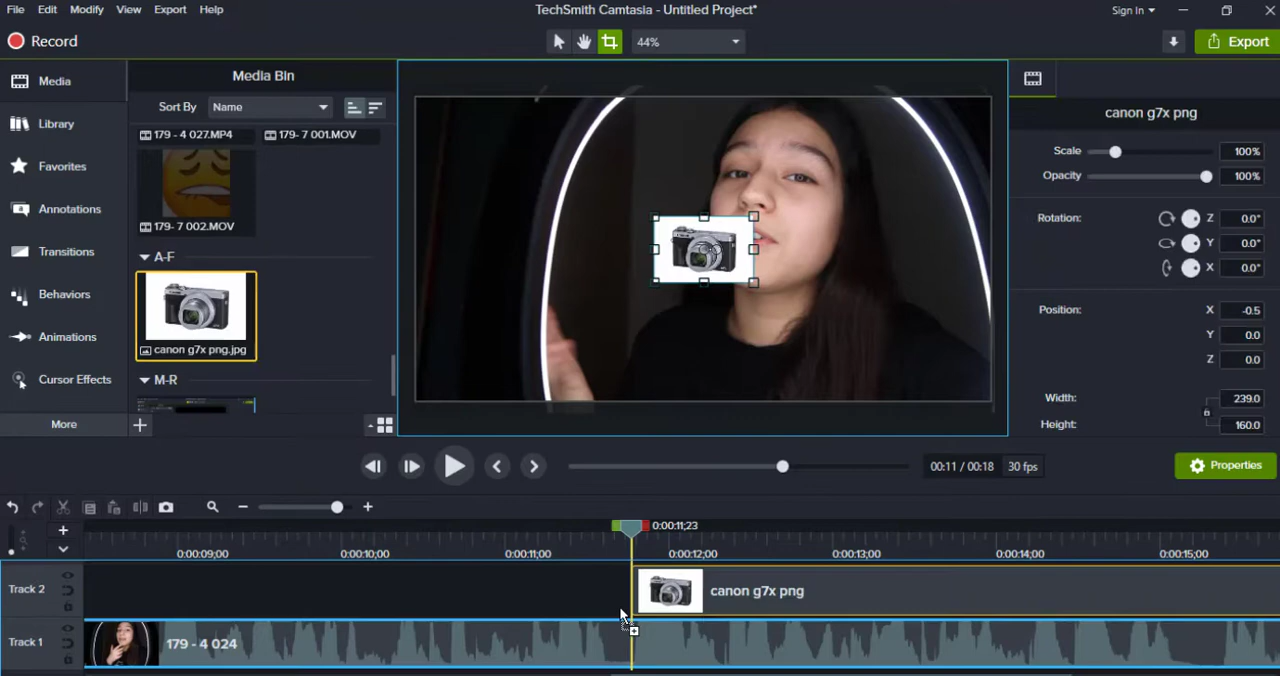 File Edit Modify View Export Help
TechSmith Camtasia - Untitled Project*
Sign In
Record
44%
Export
Media
Library
Favorites
Annotations
Transitions
Behaviors
Animations
Cursor Effects
More
Media Bin
Sort By Name
179 - 4 027.MP4 179- 7 001.MOV
179- 7 002.MOV
A-F
canon g7x png.jpg
M-R
canon g7x png
Scale 100%
Opacity 100%
Rotation: Z 0.0°
Y 0.0°
X 0.0°
Position: X -0.5
Y 0.0
Z 0.0
Width: 239.0
Height: 160.0
00:11 / 00:18 30 fps
Properties
0:00:11;23
0:00:09;00 0:00:10;00 0:00:11;00 0:00:12;00 0:00:13;00 0:00:14;00 0:00:15;00
Track 2
canon g7x png
Track 1
179 - 4 024